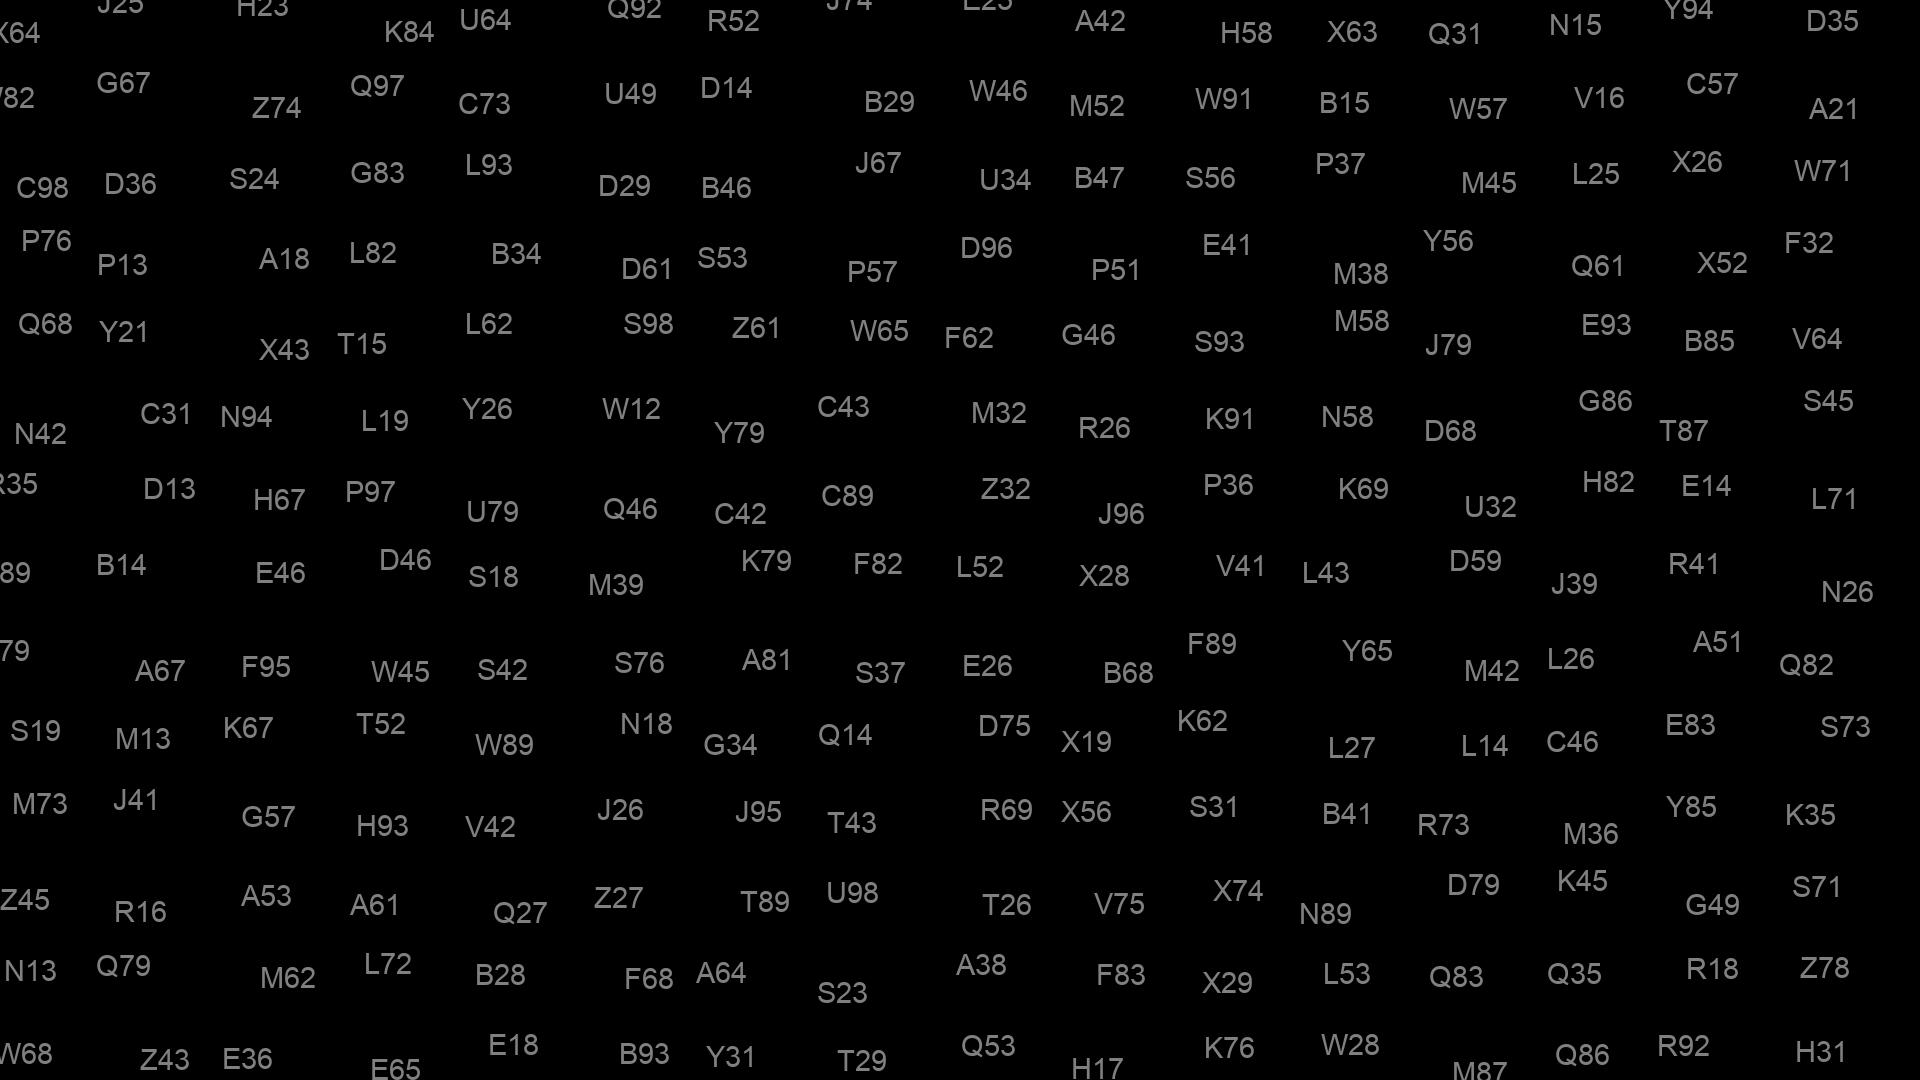 J25 H23 K84 U64 Q92 R52 J74 E25 A42 H58 X63 Q31 N15 Y94 D35
G67 Z74 Q97 C73 U49 D14 B29 W46 M52 W91 B15 W57 V16 C57 A21
C98 D36 S24 G83 L93 D29 B46 J67 U34 B47 S56 P37 M45 L25 X26 W71
P76 P13 A18 L82 B34 D61 S53 P57 D96 P51 E41 M38 Y56 Q61 X52 F32
Q68 Y21 X43 T15 L62 S98 Z61 W65 F62 G46 S93 M58 J79 E93 B85 V64
N42 C31 N94 L19 Y26 W12 Y79 C43 M32 R26 K91 N58 D68 G86 T87 S45
R35 D13 H67 P97 U79 Q46 C42 C89 Z32 J96 P36 K69 U32 H82 E14 L71
89 B14 E46 D46 S18 M39 K79 F82 L52 X28 V41 L43 D59 J39 R41 N26
79 A67 F95 W45 S42 S76 A81 S37 E26 B68 F89 Y65 M42 L26 A51 Q82
S19 M13 K67 T52 W89 N18 G34 Q14 D75 X19 K62 L27 L14 C46 E83 S73
M73 J41 G57 H93 V42 J26 J95 T43 R69 X56 S31 B41 R73 M36 Y85 K35
Z45 R16 A53 A61 Q27 Z27 T89 U98 T26 V75 X74 N89 D79 K45 G49 S71
N13 Q79 M62 L72 B28 F68 A64 S23 A38 F83 X29 L53 Q83 Q35 R18 Z78
W68 Z43 E36 E65 E18 B93 Y31 T29 Q53 H17 K76 W28 M87 Q86 R92 H31